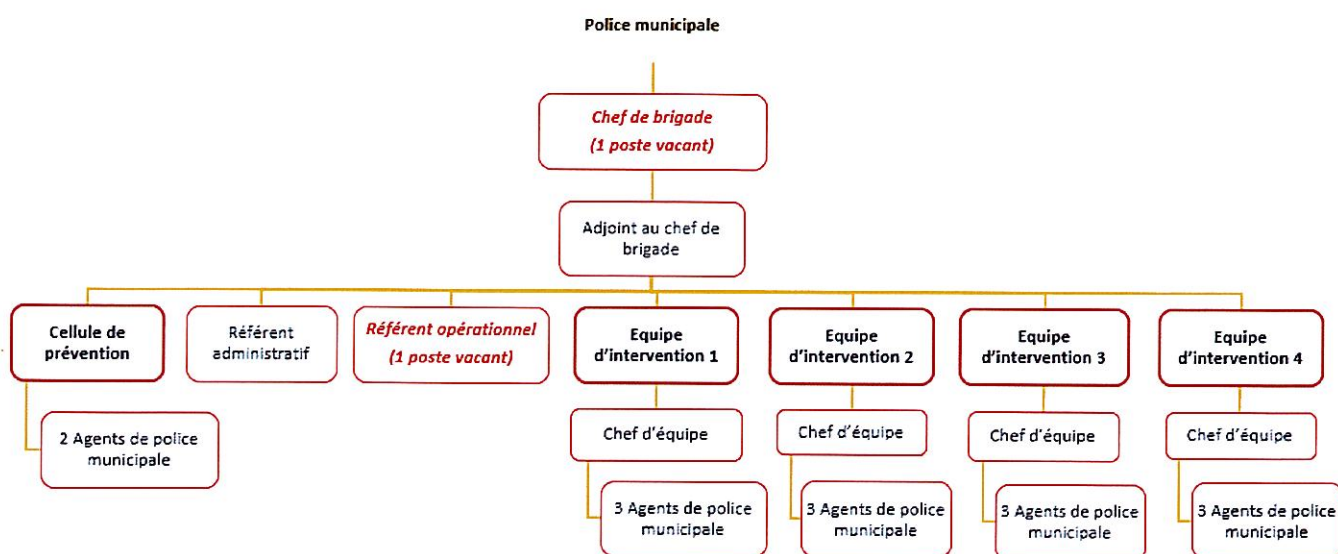 Police municipale
Chef de brigade
(1 poste vacant)
Adjoint au chef de
brigade
Cellule de
prévention
Référent
administratif
Référent opérationnel
(1 poste vacant)
Equipe
d'intervention 1
Equipe
d'intervention 2
Equipe
d'intervention 3
Equipe
d'intervention 4
2 Agents de police
municipale
Chef d'équipe
Chef d'équipe
Chef d'équipe
Chef d'équipe
3 Agents de police
municipale
3 Agents de police
municipale
3 Agents de police
municipale
3 Agents de police
municipale